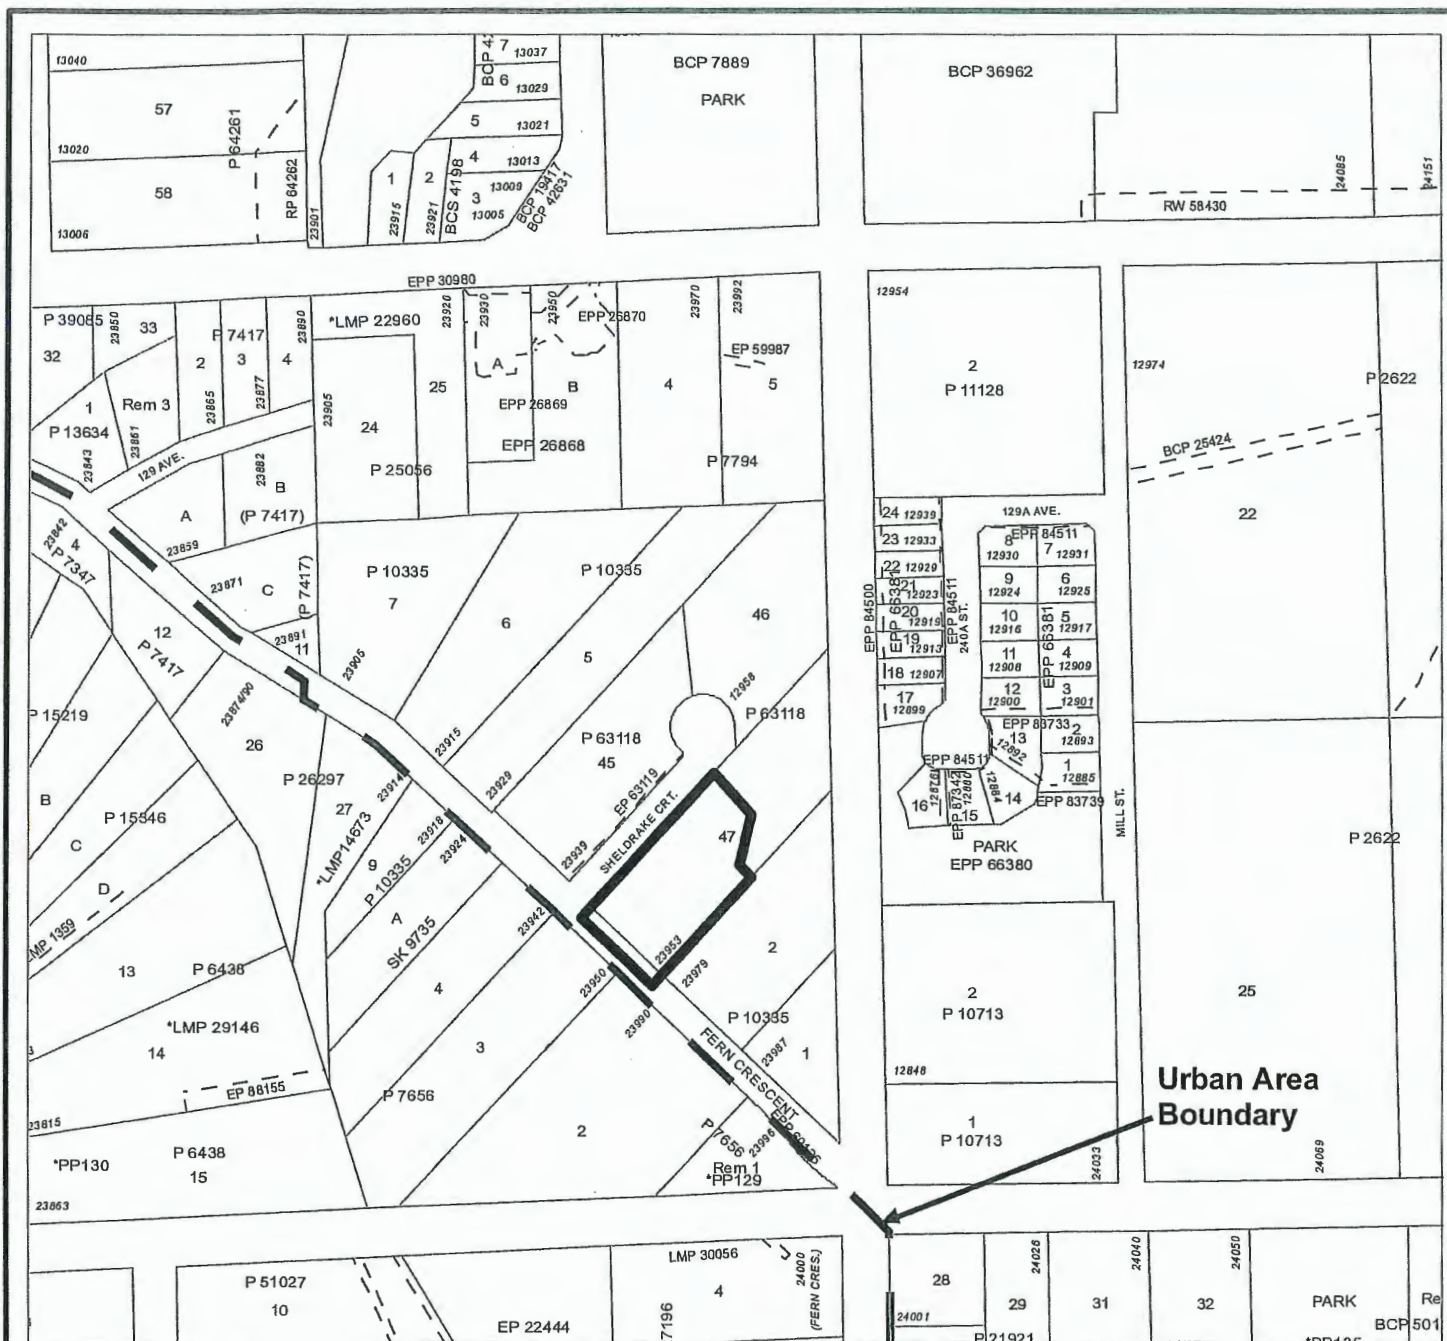 13040
57
P 64261
13020
58
RP 64262
13006
23901
BCP 42
7
13037
6
13029
5
13021
4
13013
13009
3
13005
1
2
23915
23921
BCS 4198
BCP 19417
BCP 42631
BCP 7889
PARK
BCP 36962
24085
24151
RW 58430
EPP 30980
P 39085
23850
33
32
P 7417
2
3
4
23890
23865
23877
Rem 3
1
P 13634
23861
23843
129 AVE.
*LMP 22960
23920
23930
23950
EPP 26870
23970
23992
EP 59987
A
B
4
5
25
24
23905
EPP 26869
EPP 26868
P 25056
P 7794
12954
2
P 11128
12974
P 2622
BCP 25424
22
23882
B
A
(P 7417)
23859
23842
4
P 7347
23871
C
(P 7417)
23891
11
12
P 7417
23905
P 10335
7
P 10335
6
5
46
12958
P 63118
P 63118
45
23915
23929
23939
EP 63119
SHELDRAKE CRT.
47
24
12939
23
12933
22
12929
21
12923
20
12919
19
12913
18
12907
17
12899
EPP 84500
EPP 66381
EPP 84511
240A ST.
129A AVE.
EPP 84511
8
12930
7
12931
9
12924
6
12925
10
12916
5
12917
11
12908
4
12909
12
12900
3
12901
EPP 66381
EPP 83733
13
12892
2
12893
1
12885
EPP 84511
16
12876
EPP 87342
12880
15
12884
14
EPP 83739
PARK
EPP 66380
MILL ST.
P 2622
P 15219
23874/90
26
P 26297
27
*LMP14673
23914
23918
23924
9
P 10335
A
SK 9735
23942
B
P 15546
C
D
LMP 1359
13
P 6438
*LMP 29146
14
EP 88155
23815
*PP130
P 6438
15
23863
4
3
P 7656
2
23950
23990
23953
23979
2
P 10335
23987
1
FERN CRESCENT
P 7656
23996
Rem 1
*PP129
2
P 10713
12848
1
P 10713
24033
25
24069
Urban Area
Boundary
P 51027
10
EP 22444
LMP 30056
4
7196
24000
(FERN CRES.)
28
24001
29
24026
P 21921
31
24040
32
24050
PARK
Re
BCP 501